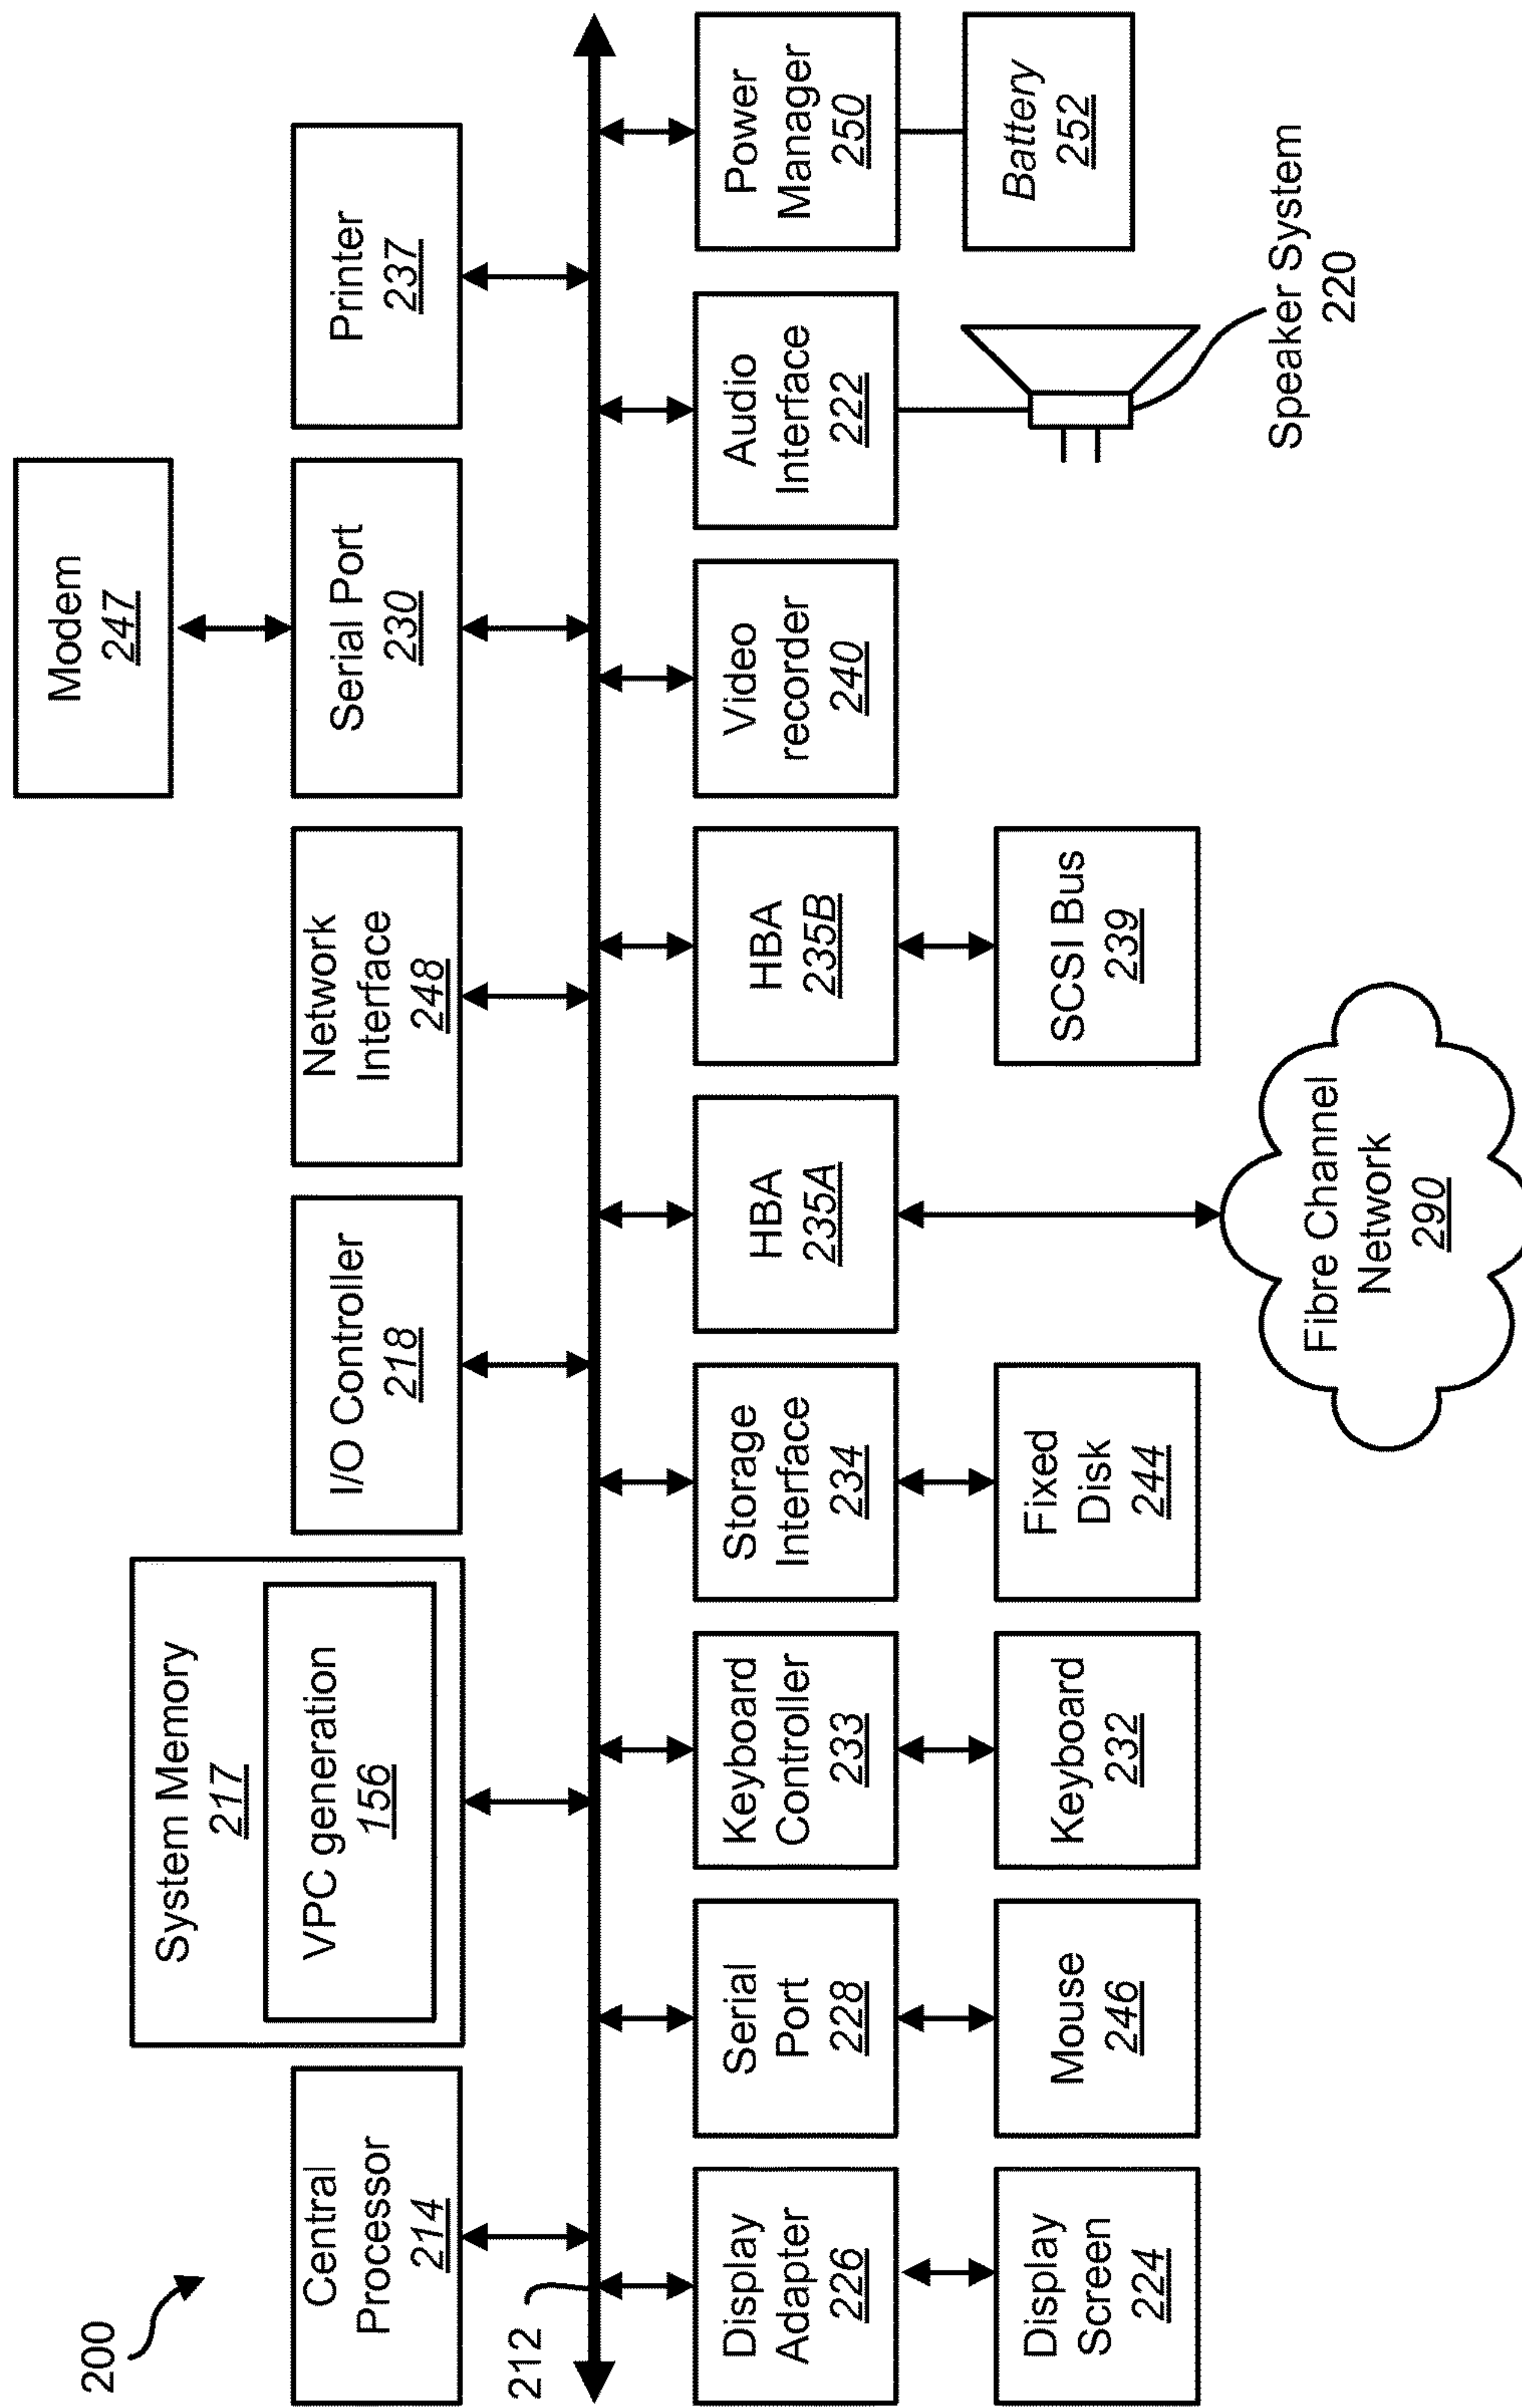 200
Modem
247
System Memory
217
VPC generation
156
Central
Processor
214
I/O Controller
218
Network
Interface
248
Serial Port
230
Printer
237
212
Display
Adapter
226
Serial
Port
228
Keyboard
Controller
233
Storage
Interface
234
HBA
235A
HBA
235B
Video
recorder
240
Audio
Interface
222
Power
Manager
250
Display
Screen
224
Mouse
246
Keyboard
232
Fixed
Disk
244
SCSI Bus
239
Battery
252
Fibre Channel
Network
290
Speaker System
220